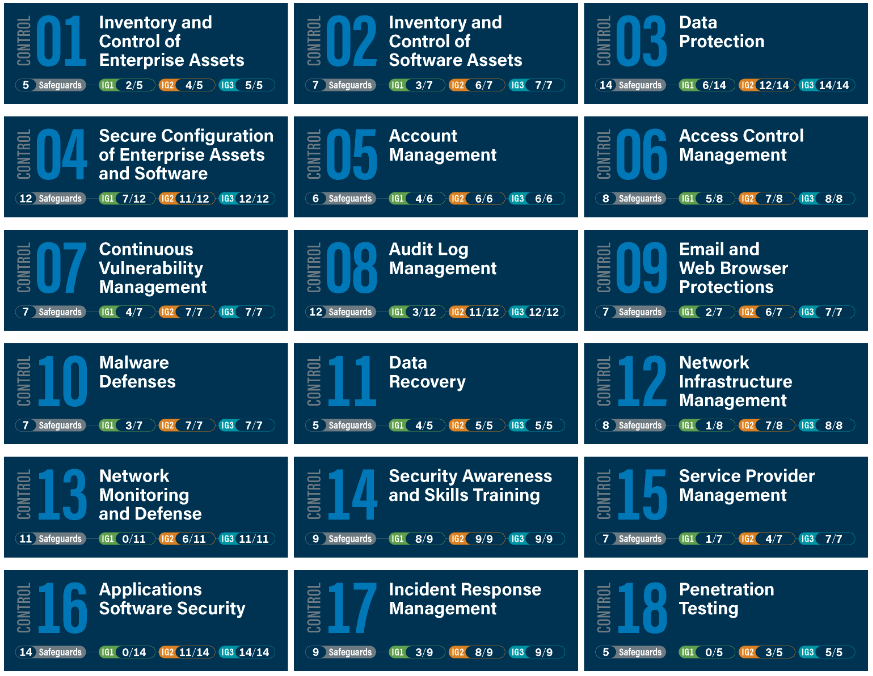 CONTROL 01
Inventory and
Control of
Enterprise Assets
5 Safeguards IG1 2/5 IG2 4/5 IG3 5/5
CONTROL 02
Inventory and
Control of
Software Assets
7 Safeguards IG1 3/7 IG2 6/7 IG3 7/7
CONTROL 03
Data
Protection
14 Safeguards IG1 6/14 IG2 12/14 IG3 14/14
CONTROL 04
Secure Configuration
of Enterprise Assets
and Software
12 Safeguards IG1 7/12 IG2 11/12 IG3 12/12
CONTROL 05
Account
Management
6 Safeguards IG1 4/6 IG2 6/6 IG3 6/6
CONTROL 06
Access Control
Management
8 Safeguards IG1 5/8 IG2 7/8 IG3 8/8
CONTROL 07
Continuous
Vulnerability
Management
7 Safeguards IG1 4/7 IG2 7/7 IG3 7/7
CONTROL 08
Audit Log
Management
12 Safeguards IG1 3/12 IG2 11/12 IG3 12/12
CONTROL 09
Email and
Web Browser
Protections
7 Safeguards IG1 2/7 IG2 6/7 IG3 7/7
CONTROL 10
Malware
Defenses
7 Safeguards IG1 3/7 IG2 7/7 IG3 7/7
CONTROL 11
Data
Recovery
5 Safeguards IG1 4/5 IG2 5/5 IG3 5/5
CONTROL 12
Network
Infrastructure
Management
8 Safeguards IG1 1/8 IG2 7/8 IG3 8/8
CONTROL 13
Network
Monitoring
and Defense
11 Safeguards IG1 0/11 IG2 6/11 IG3 11/11
CONTROL 14
Security Awareness
and Skills Training
9 Safeguards IG1 8/9 IG2 9/9 IG3 9/9
CONTROL 15
Service Provider
Management
7 Safeguards IG1 1/7 IG2 4/7 IG3 7/7
CONTROL 16
Applications
Software Security
14 Safeguards IG1 0/14 IG2 11/14 IG3 14/14
CONTROL 17
Incident Response
Management
9 Safeguards IG1 3/9 IG2 8/9 IG3 9/9
CONTROL 18
Penetration
Testing
5 Safeguards IG1 0/5 IG2 3/5 IG3 5/5